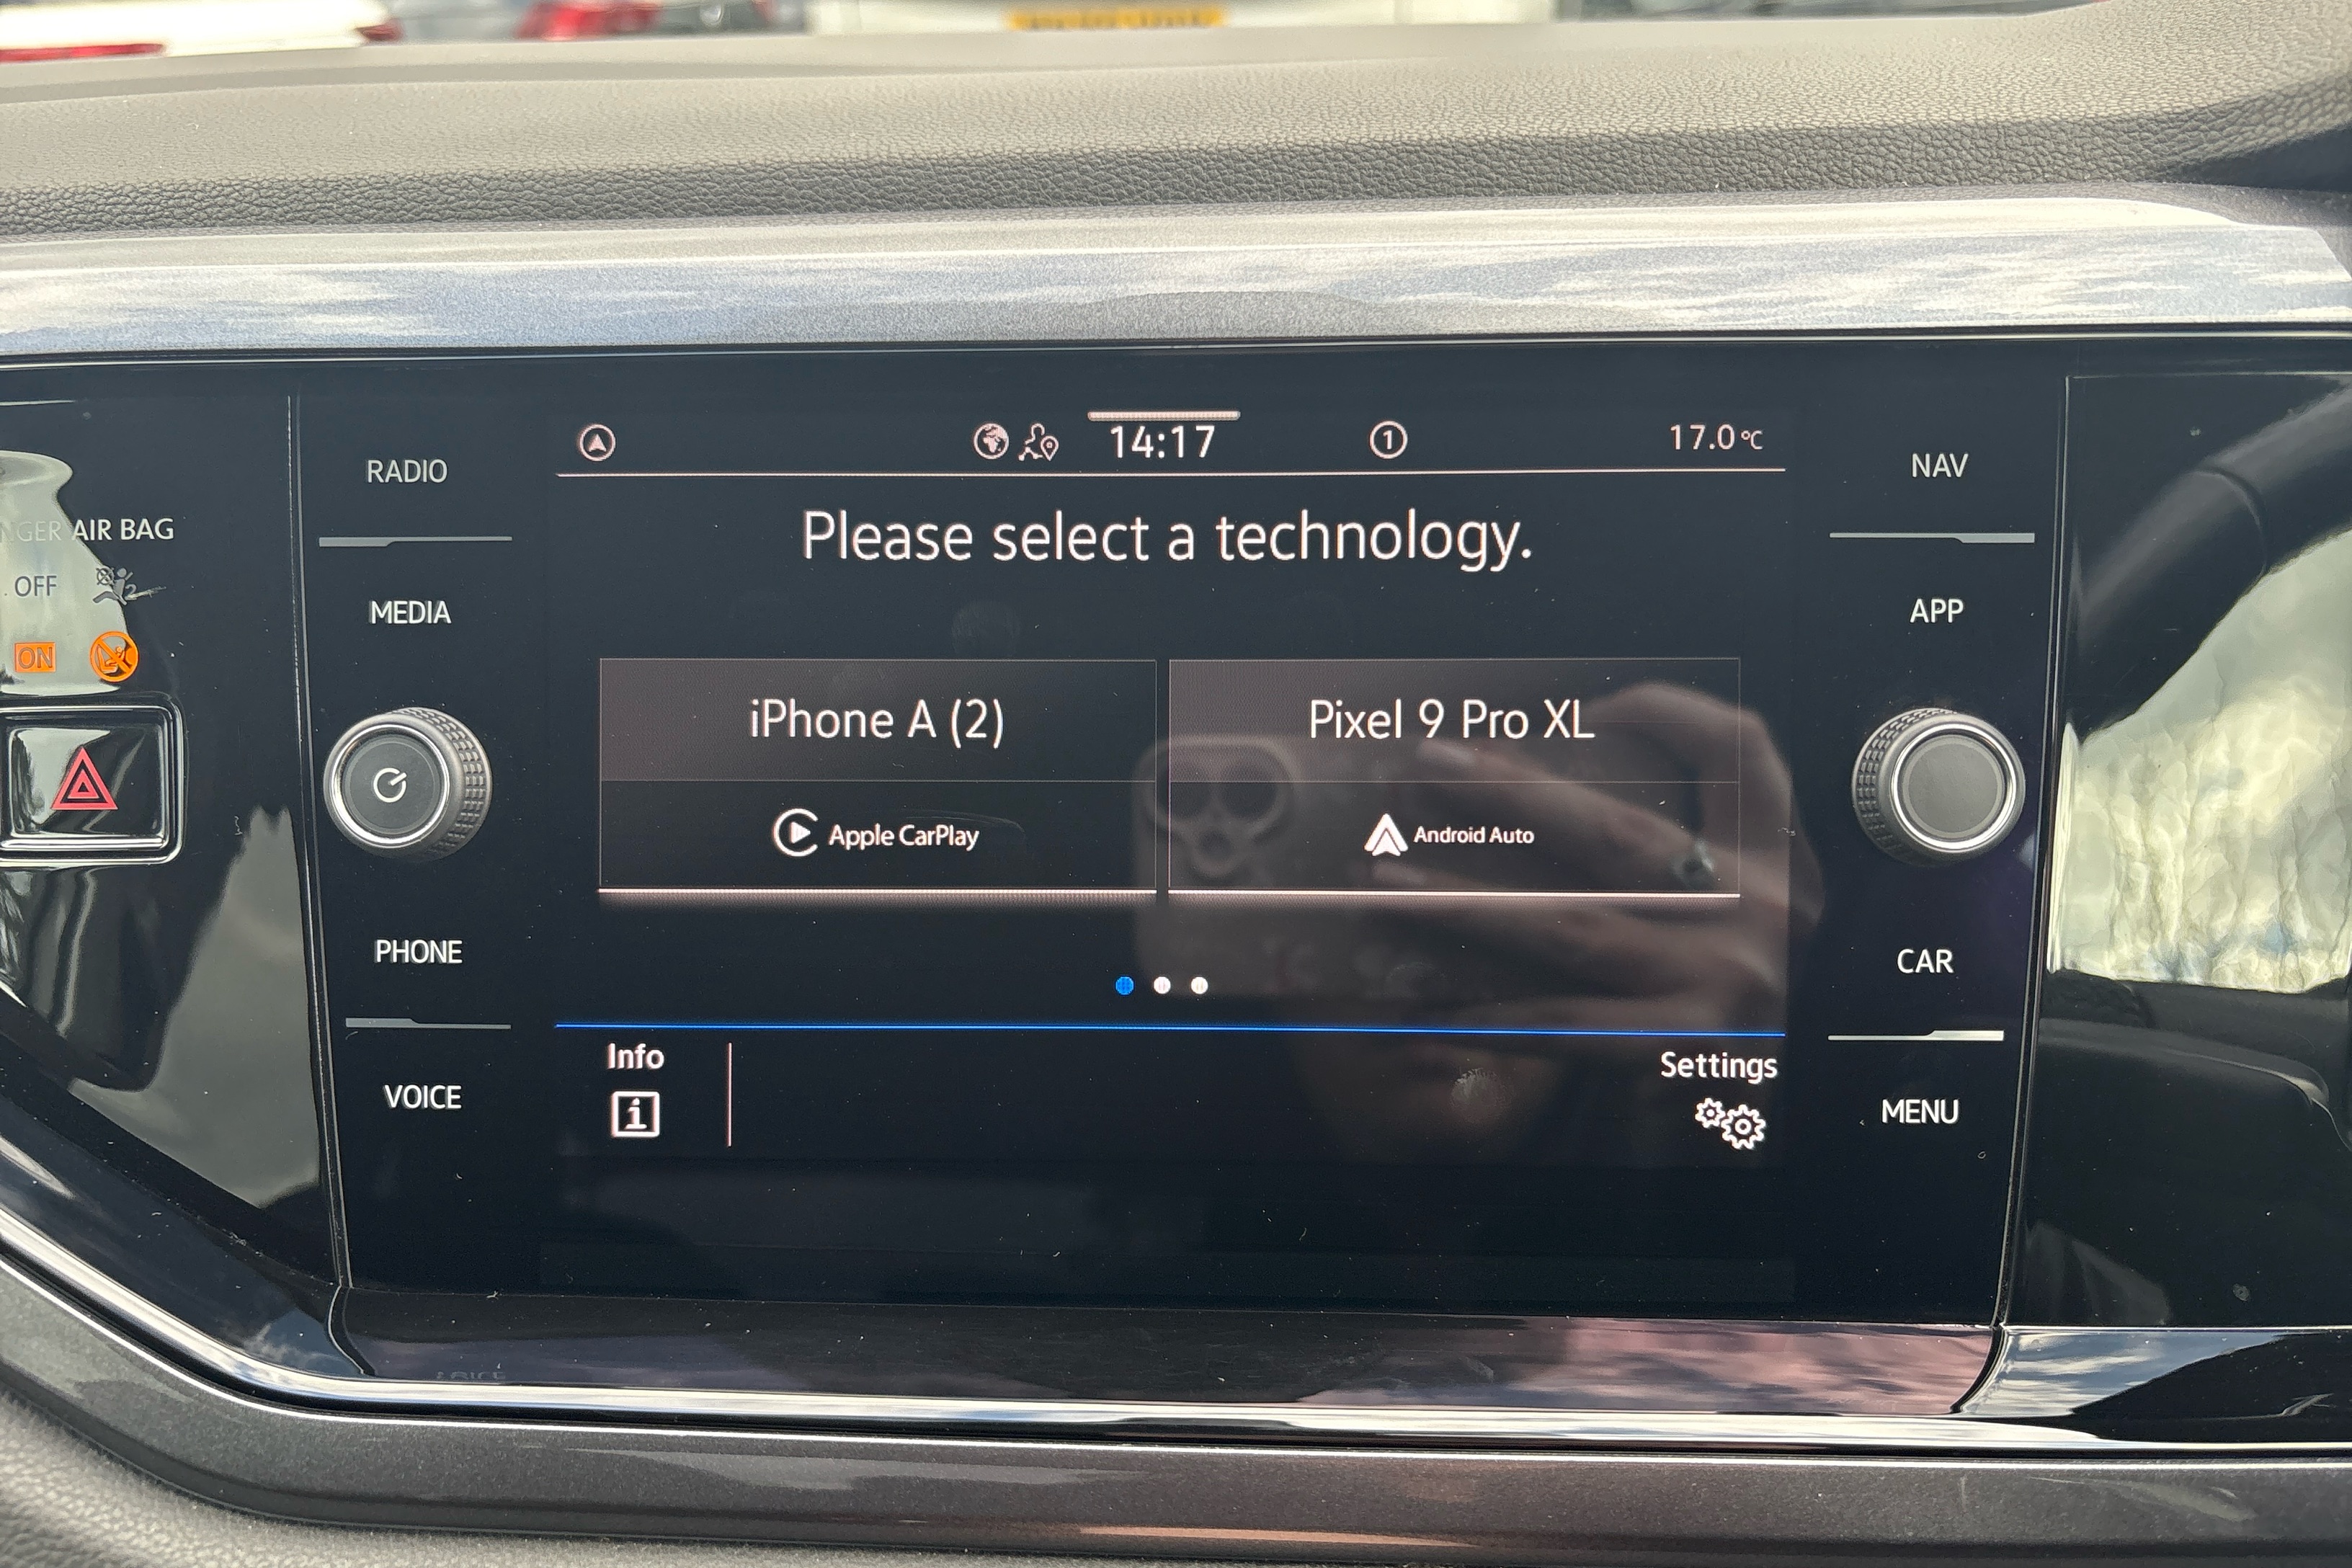 14:17
1
17.0°C
RADIO
NAV
Please select a technology.
AIR BAG
OFF
MEDIA
APP
ON
iPhone A (2)
Pixel 9 Pro XL
Apple CarPlay
Android Auto
PHONE
CAR
Info
Settings
VOICE
MENU